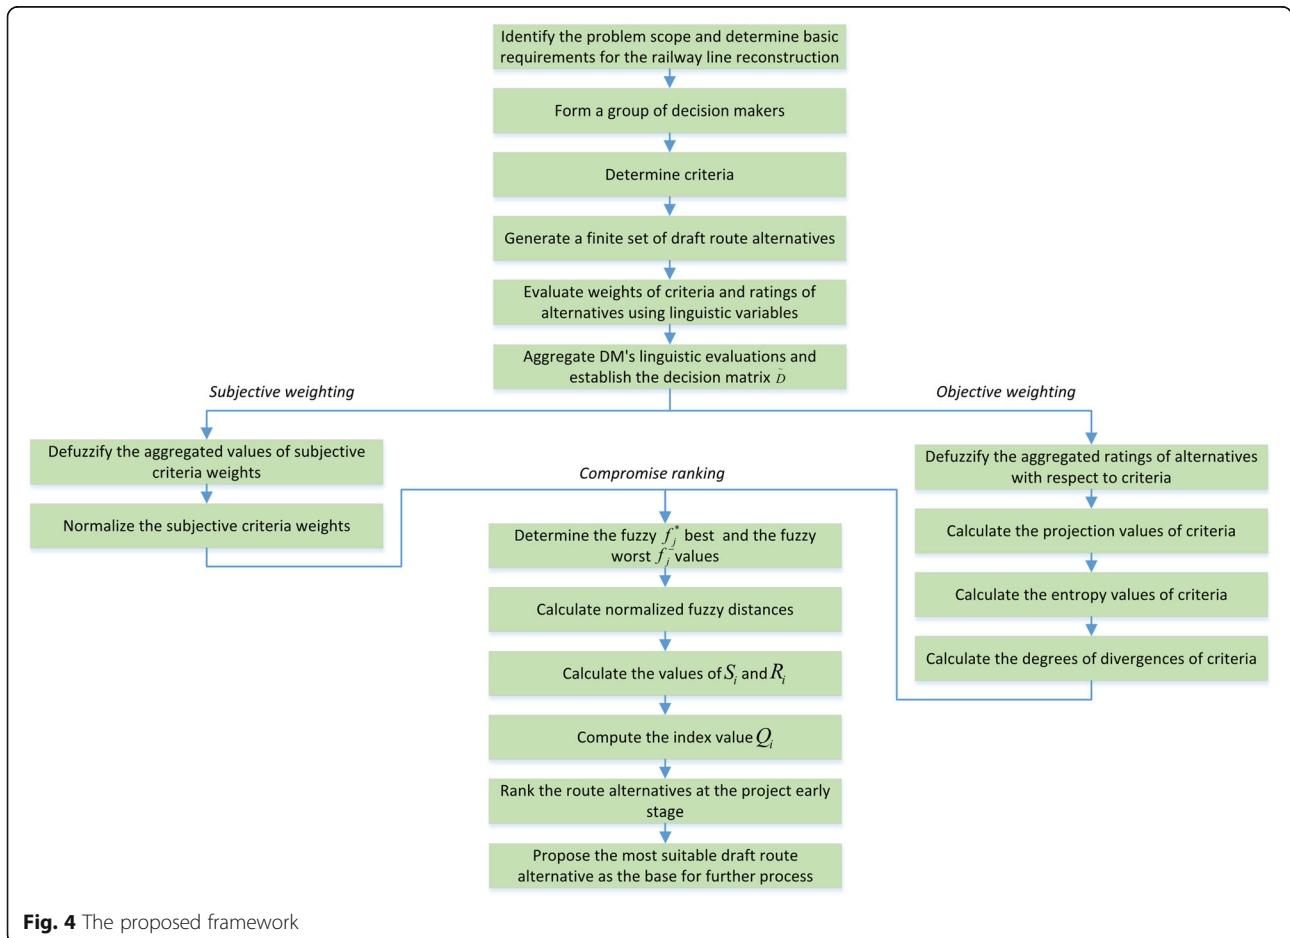 Identify the problem scope and determine basic
requirements for the railway line reconstruction
Form a group of decision makers
Determine criteria
Generate a finite set of draft route alternatives
Evaluate weights of criteria and ratings of
alternatives using linguistic variables
Aggregate DM's linguistic evaluations and
establish the decision matrix D̃
Subjective weighting
Objective weighting
Defuzzify the aggregated values of subjective
criteria weights
Normalize the subjective criteria weights
Defuzzify the aggregated ratings of alternatives
with respect to criteria
Calculate the projection values of criteria
Calculate the entropy values of criteria
Calculate the degrees of divergences of criteria
Compromise ranking
Determine the fuzzy f_j^* best and the fuzzy
worst f_j^- values
Calculate normalized fuzzy distances
Calculate the values of S_i and R_i
Compute the index value Q_i
Rank the route alternatives at the project early
stage
Propose the most suitable draft route
alternative as the base for further process
Fig. 4 The proposed framework